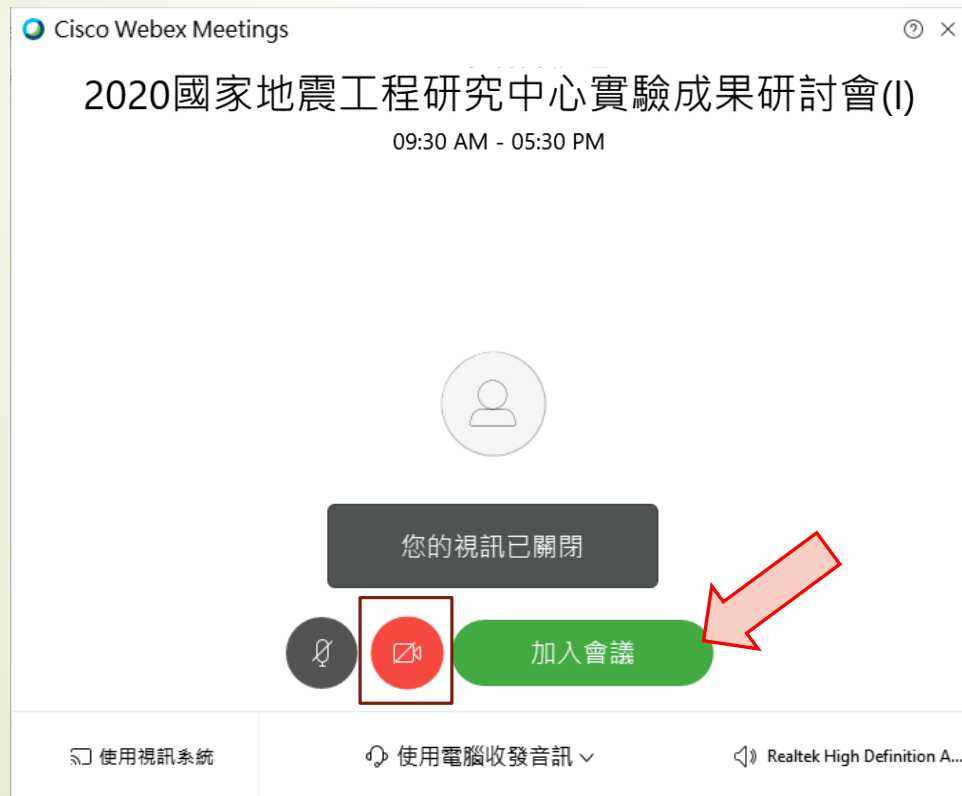 Cisco Webex Meetings
2020國家地震工程研究中心實驗成果研討會(I)
09:30 AM - 05:30 PM
您的視訊已關閉
加入會議
使用視訊系統
使用電腦收發音訊
Realtek High Definition A...